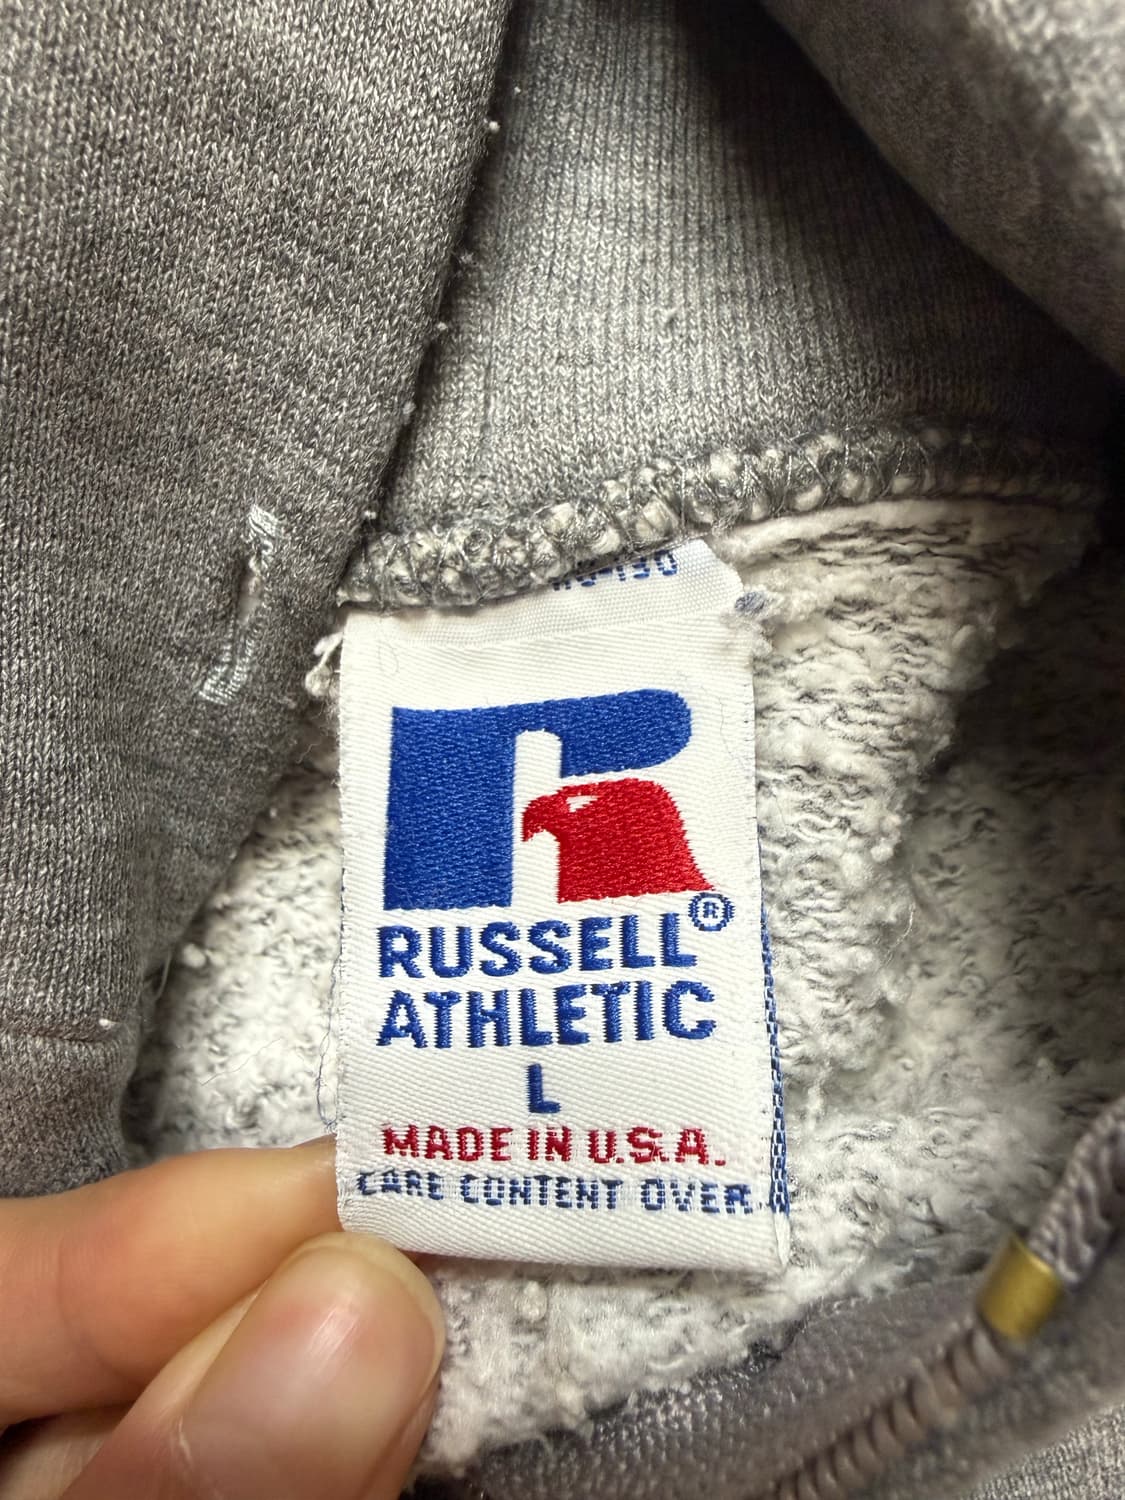 RUSSELL®
ATHLETIC
L
MADE IN U.S.A.
CARE CONTENT OVER